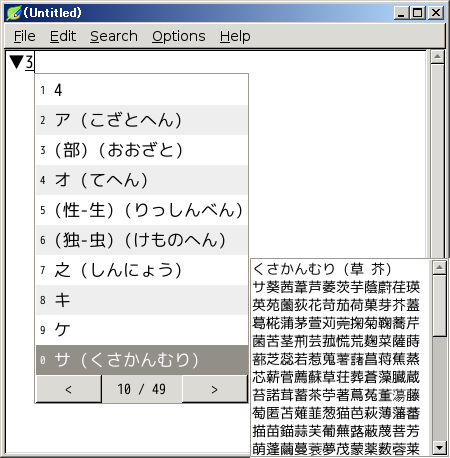 (Untitled)
File Edit Search Options Help
▼3
1 4
2 ア (こざとへん)
3 (部) (おおざと)
4 オ (てへん)
5 (性-生) (りっしんべん)
6 (独-虫) (けものへん)
7 之 (しんにょう)
8 キ
9 ケ
0 サ (くさかんむり)
< 10 / 49 >
くさかんむり (草 芥)
サ葵茜葦芦萎茨芋蔭蔚荏瑛
英苑薗荻花苛茄荷菓芽芥蓋
葛椛蒲茅萱苅莞掬菊鞠蕎芹
菌苦茎荊芸菰荒麹菜薩蒔
蕊芝蕊若惹蒐薯藷菖蒋蕉蒸
芯薪菅薦蘇草荘葬蒼藻臓蔵
苔諾茸蓄茶苧著蔦菟董蕩藤
萄匿苫薙韮葱猫芭萩薄藩蕃
描苗錨蒜芙葡蕪蕗蔽蔑菩芳
萌蓬繭蔓蓑夢茂蒙薬薮蓉莱